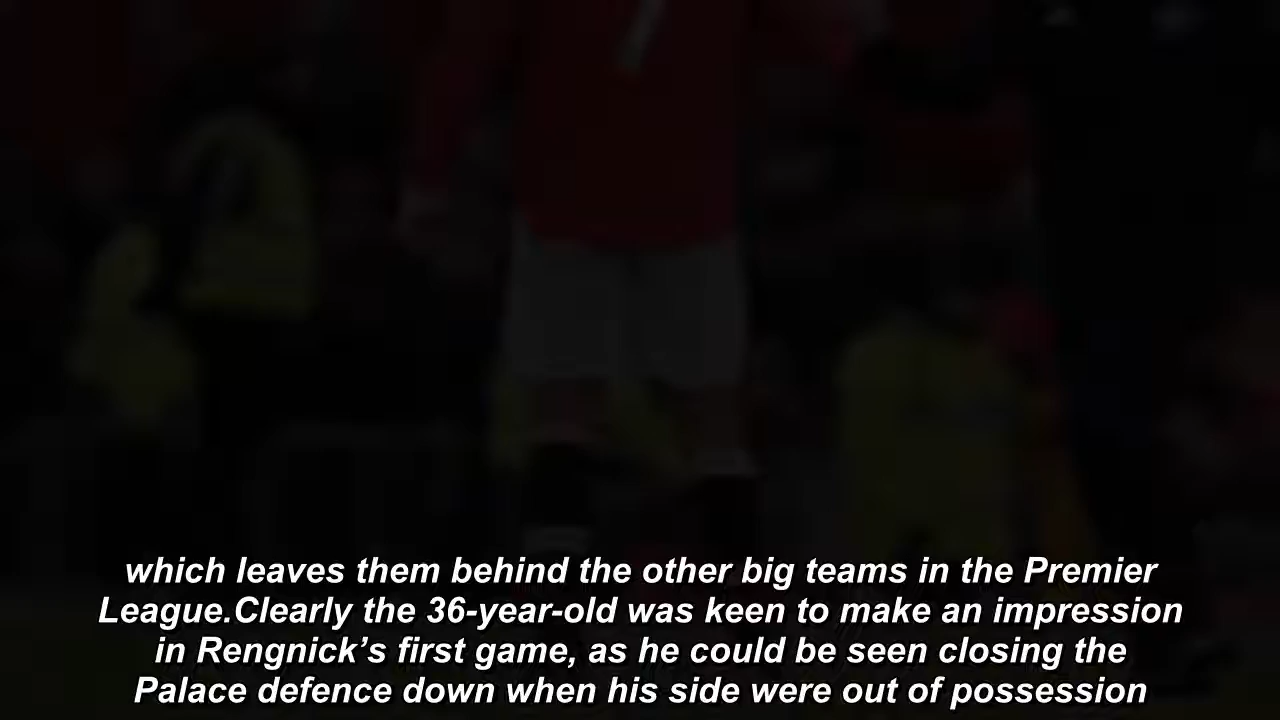 which leaves them behind the other big teams in the Premier
League.Clearly the 36-year-old was keen to make an impression
in Rengnick’s first game, as he could be seen closing the
Palace defence down when his side were out of possession